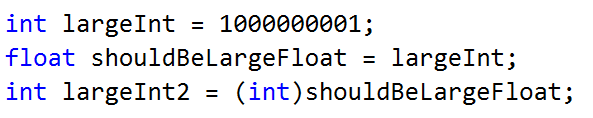 int largeInt = 1000000001;
float shouldBeLargeFloat = largeInt;
int largeInt2 = (int)shouldBeLargeFloat;